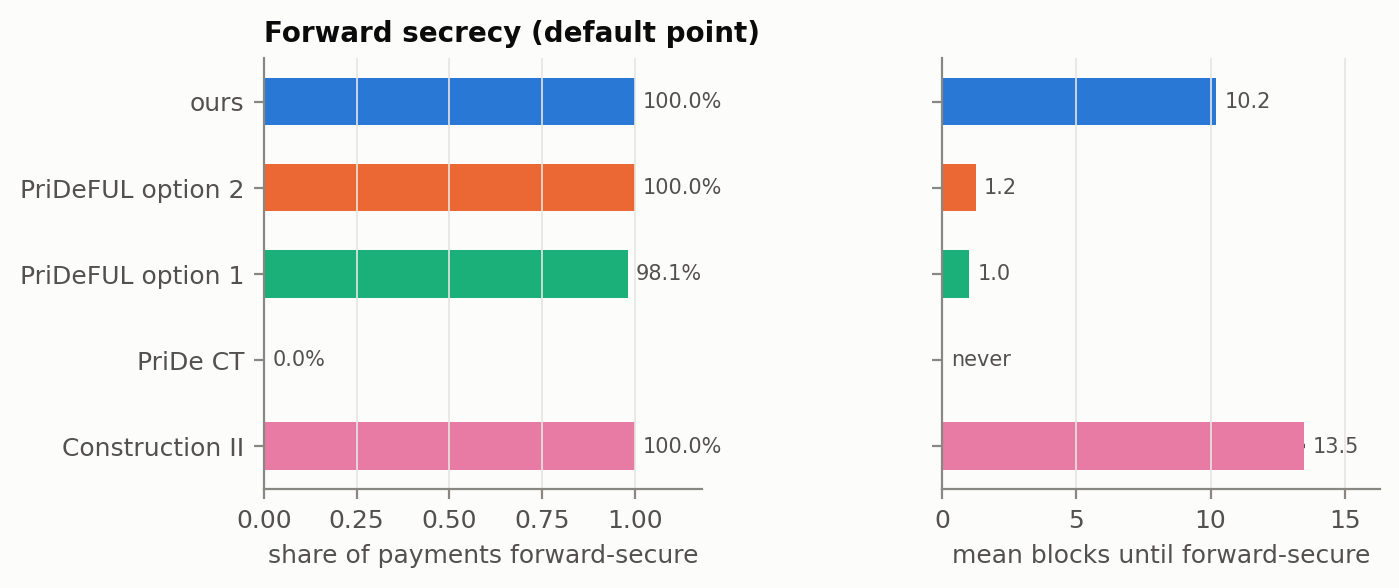 Forward secrecy (default point)
ours
100.0%
10.2
PriDeFUL option 2
100.0%
1.2
PriDeFUL option 1
98.1%
1.0
PriDe CT
0.0%
never
Construction II
100.0%
13.5
0.00 0.25 0.50 0.75 1.00
0 5 10 15
share of payments forward-secure
mean blocks until forward-secure